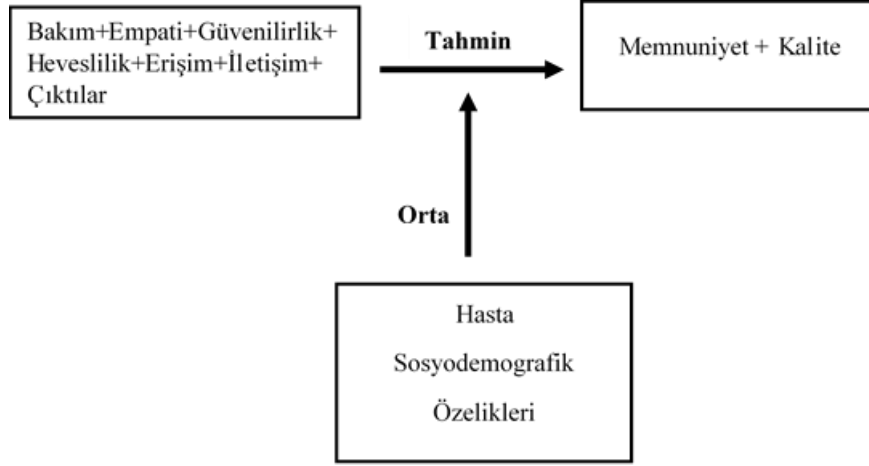 Bakım+Empati+Güvenilirlik+
Heveslilik+Erişim+İletişim+
Çıktılar
Tahmin
Memnuniyet + Kalite
Orta
Hasta
Sosyodemografik
Özelikleri